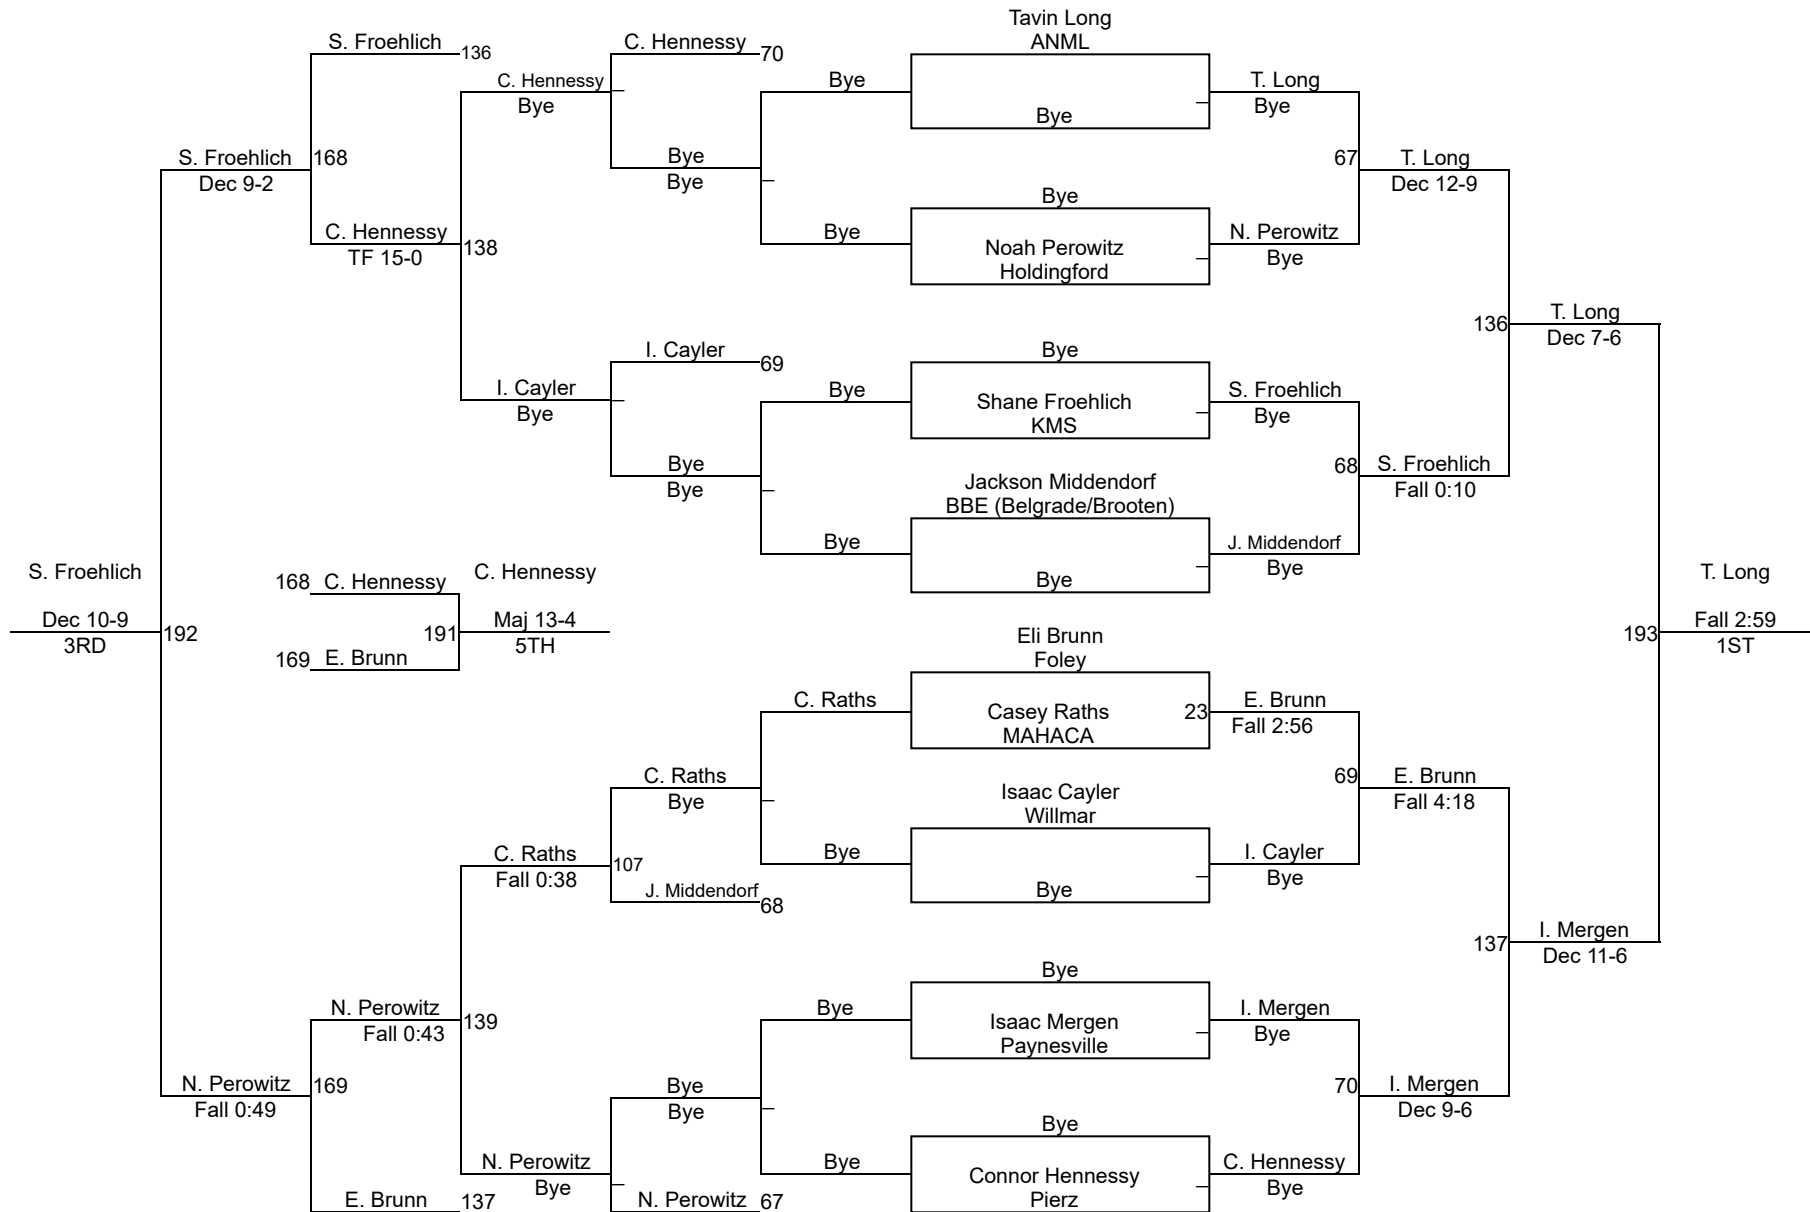 Tavin Long
ANML
S. Froehlich 136
C. Hennessy 70
C. Hennessy
Bye
Bye
T. Long
Bye
Bye
S. Froehlich 168
Dec 9-2
Bye
Bye
67 T. Long
Dec 12-9
Bye
C. Hennessy 138
TF 15-0
Bye
Noah Perowitz
Holdingford
N. Perowitz
Bye
136 T. Long
Dec 7-6
I. Cayler 69
Bye
I. Cayler
Bye
Bye
Shane Froehlich
KMS
S. Froehlich
Bye
Bye
Bye
68 S. Froehlich
Fall 0:10
Jackson Middendorf
BBE (Belgrade/Brooten)
Bye
J. Middendorf
Bye
Bye
S. Froehlich
168 C. Hennessy
C. Hennessy
T. Long
Dec 10-9
3RD
192
191
Maj 13-4
5TH
193
Fall 2:59
1ST
169 E. Brunn
Eli Brunn
Foley
C. Raths
Casey Raths
MAHACA
23 E. Brunn
Fall 2:56
C. Raths
Bye
69 E. Brunn
Fall 4:18
Isaac Cayler
Willmar
C. Raths 107
Fall 0:38
Bye
I. Cayler
Bye
Bye
J. Middendorf 68
137 I. Mergen
Dec 11-6
Bye
N. Perowitz 139
Fall 0:43
Bye
Isaac Mergen
Paynesville
I. Mergen
Bye
N. Perowitz 169
Fall 0:49
Bye
Bye
70 I. Mergen
Dec 9-6
Bye
N. Perowitz
Bye
Bye
Connor Hennessy
Pierz
C. Hennessy
Bye
E. Brunn 137
N. Perowitz 67